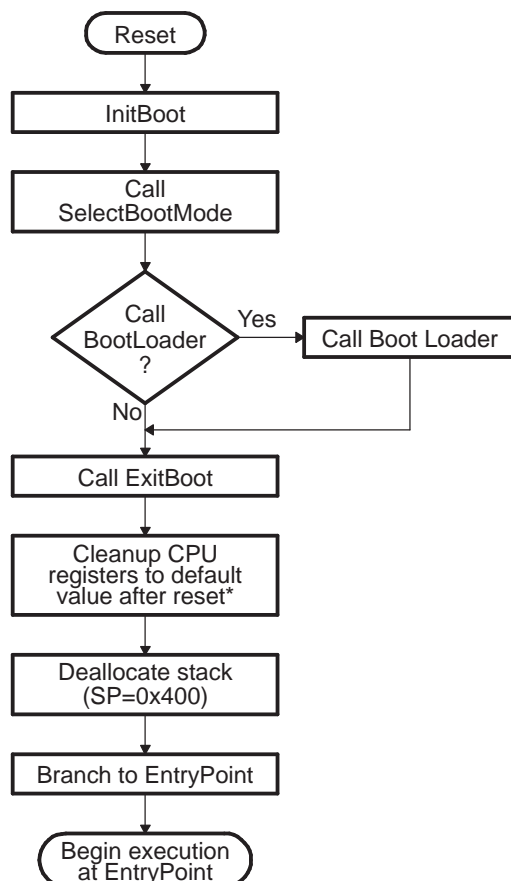 Reset
InitBoot
Call
SelectBootMode
Call
BootLoader
?
Yes
Call Boot Loader
No
Call ExitBoot
Cleanup CPU
registers to default
value after reset*
Deallocate stack
(SP=0x400)
Branch to EntryPoint
Begin execution
at EntryPoint